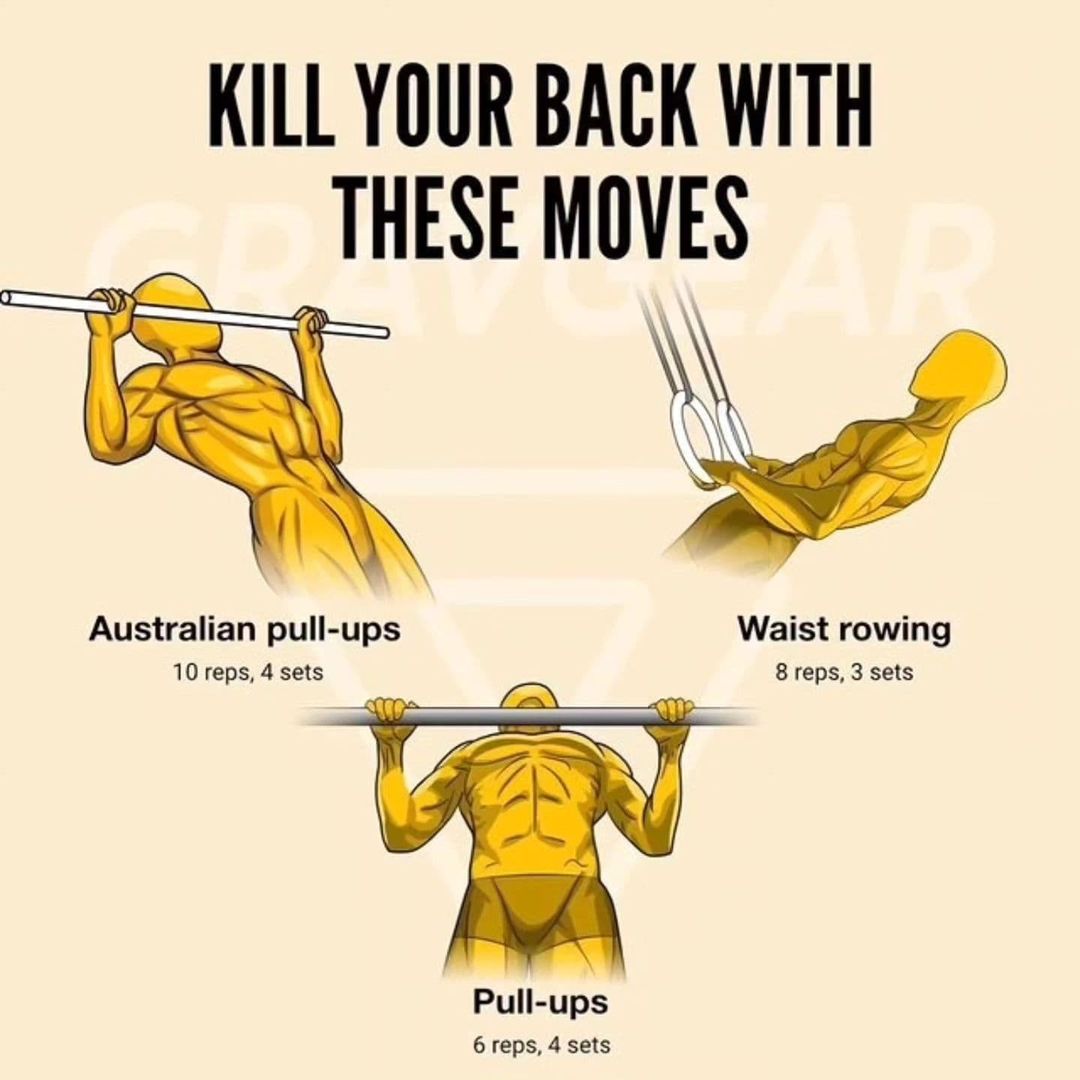 KILL YOUR BACK WITH
THESE MOVES
GRAVGEAR
Australian pull-ups
10 reps, 4 sets
Waist rowing
8 reps, 3 sets
Pull-ups
6 reps, 4 sets